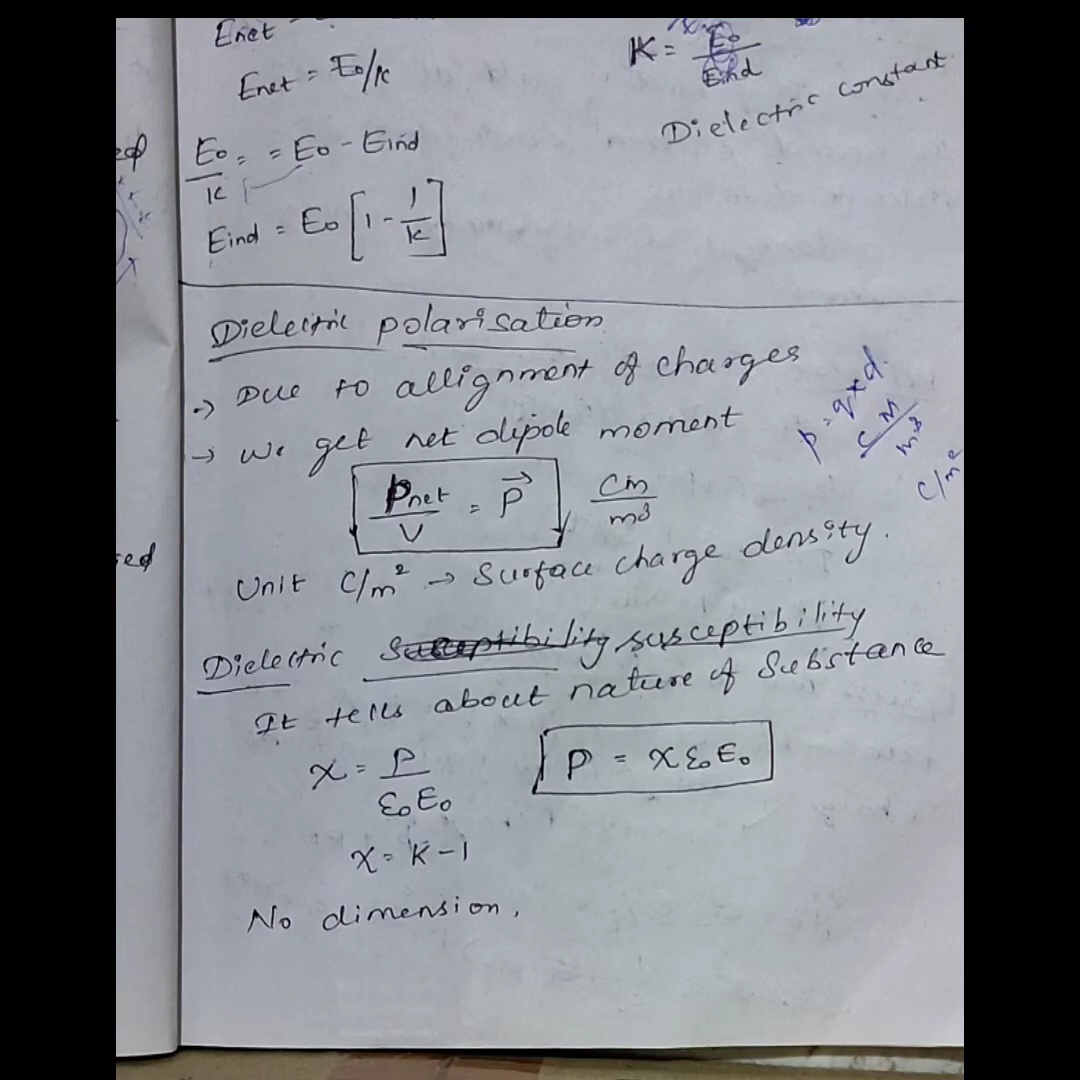 Enet
Enet = E₀/K
K = E₀/Eind
Dielectric constant
E₀/K = = E₀ - Eind
Eind = E₀ [1 - 1/K]
Dielectric polarisation
-> Due to allignment of charges
-> We get net dipole moment
p = q × d
C m/m³
C/m²
Pnet/V = P⃗
Cm/m³
Unit C/m² -> Surface charge density.
Dielectric susceptibility
It tells about nature of Substance
χ = P/ε₀E₀
P = χε₀E₀
χ = K - 1
No dimension,